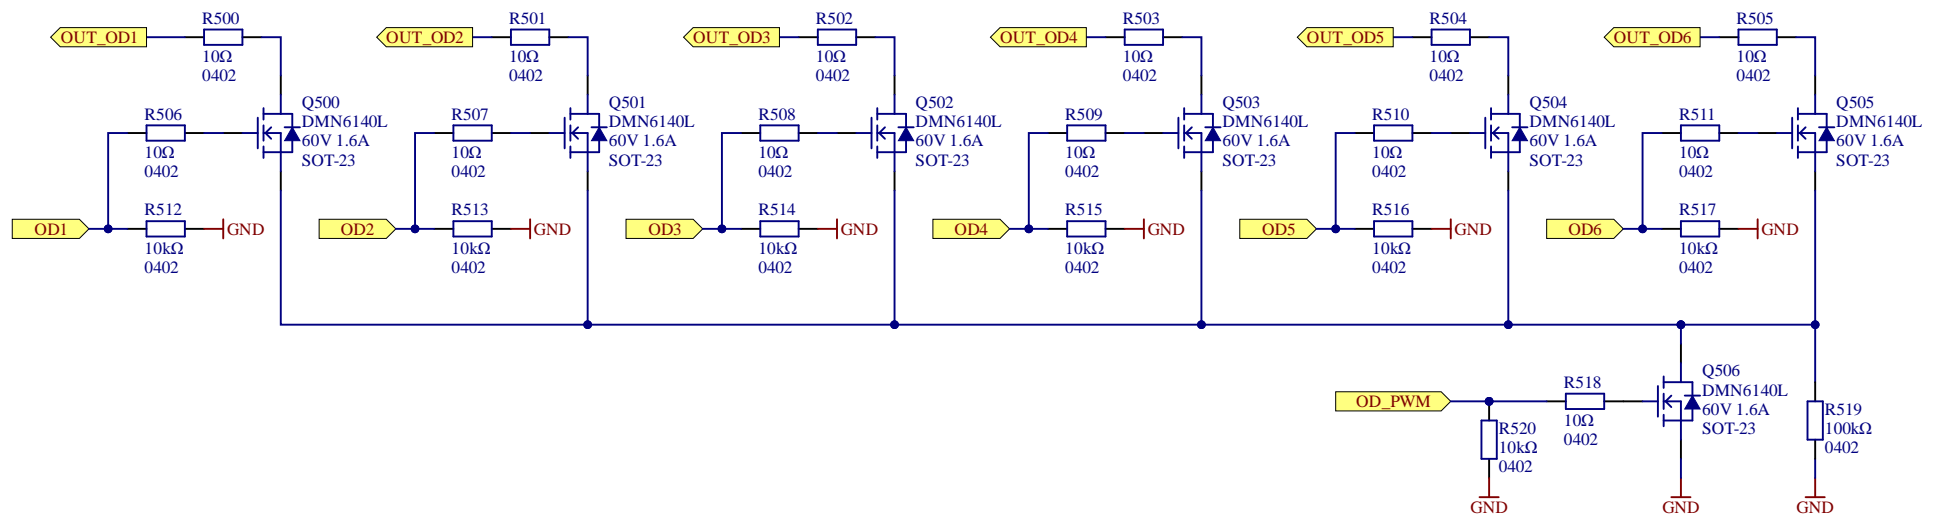 OUT_OD1
R500
10Ω
0402
OUT_OD2
R501
10Ω
0402
OUT_OD3
R502
10Ω
0402
OUT_OD4
R503
10Ω
0402
OUT_OD5
R504
10Ω
0402
OUT_OD6
R505
10Ω
0402
R506
10Ω
0402
Q500
DMN6140L
60V 1.6A
SOT-23
R507
10Ω
0402
Q501
DMN6140L
60V 1.6A
SOT-23
R508
10Ω
0402
Q502
DMN6140L
60V 1.6A
SOT-23
R509
10Ω
0402
Q503
DMN6140L
60V 1.6A
SOT-23
R510
10Ω
0402
Q504
DMN6140L
60V 1.6A
SOT-23
R511
10Ω
0402
Q505
DMN6140L
60V 1.6A
SOT-23
OD1
R512
10kΩ
0402
GND
OD2
R513
10kΩ
0402
GND
OD3
R514
10kΩ
0402
GND
OD4
R515
10kΩ
0402
GND
OD5
R516
10kΩ
0402
GND
OD6
R517
10kΩ
0402
GND
OD_PWM
R520
10kΩ
0402
GND
R518
10Ω
0402
Q506
DMN6140L
60V 1.6A
SOT-23
GND
R519
100kΩ
0402
GND